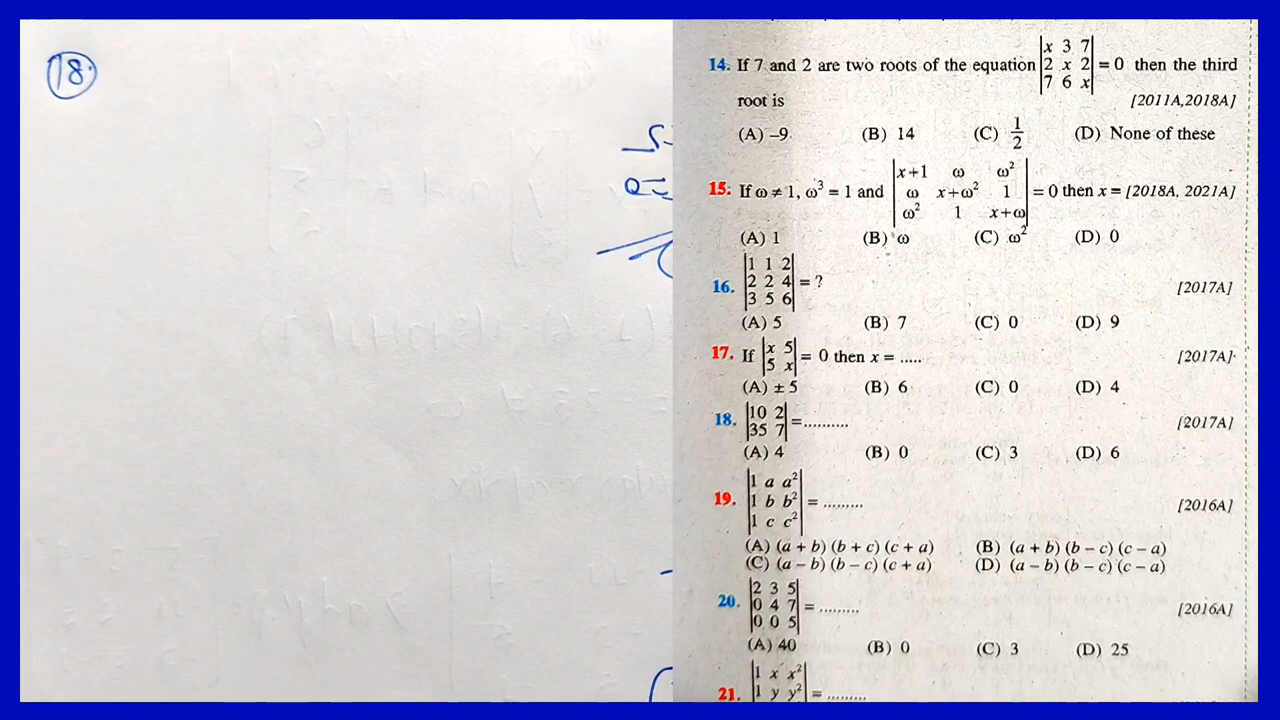 18.
14. If 7 and 2 are two roots of the equation |x 3 7; 2 x 2; 7 6 x| = 0 then the third
root is [2011A,2018A]
(A) –9 (B) 14 (C) 1/2 (D) None of these
15. If ω ≠ 1, ω³ = 1 and |x+1 ω ω²; ω x+ω² 1; ω² 1 x+ω| = 0 then x = [2018A, 2021A]
(A) 1 (B) ω (C) ω² (D) 0
16. |1 1 2; 2 2 4; 3 5 6| = ? [2017A]
(A) 5 (B) 7 (C) 0 (D) 9
17. If |x 5; 5 x| = 0 then x = ..... [2017A]
(A) ± 5 (B) 6 (C) 0 (D) 4
18. |10 2; 35 7| = .......... [2017A]
(A) 4 (B) 0 (C) 3 (D) 6
19. |1 a a²; 1 b b²; 1 c c²| = ......... [2016A]
(A) (a + b) (b + c) (c + a) (B) (a + b) (b – c) (c – a)
(C) (a – b) (b – c) (c + a) (D) (a – b) (b – c) (c – a)
20. |2 3 5; 0 4 7; 0 0 5| = ......... [2016A]
(A) 40 (B) 0 (C) 3 (D) 25
21. |1 x x²; 1 y y² = .........